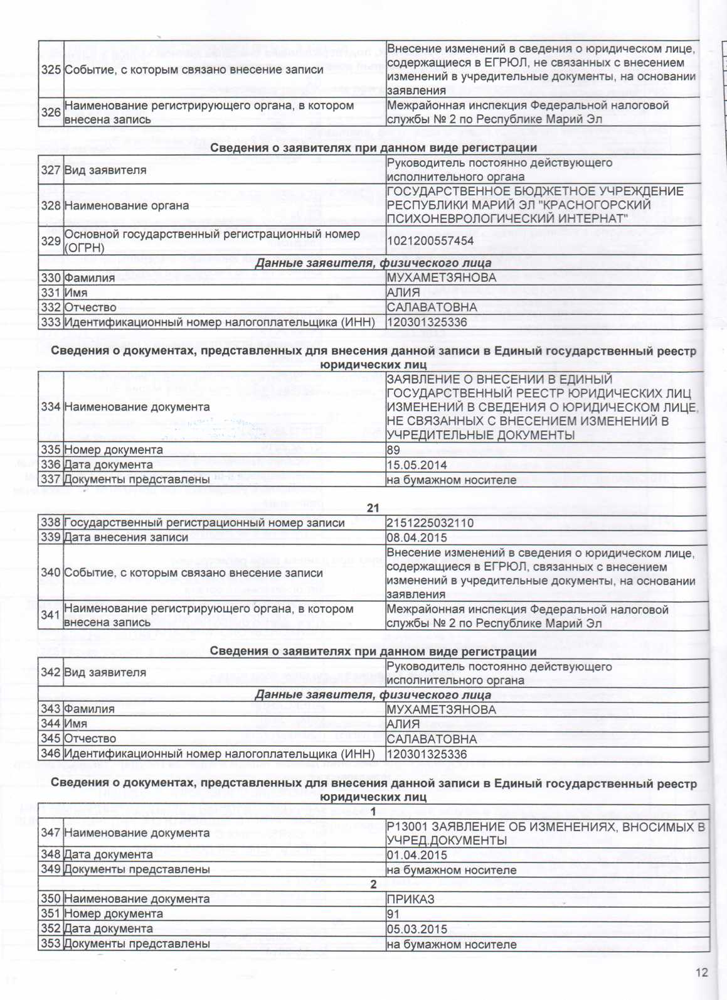 325 Событие, с которым связано внесение записи
Внесение изменений в сведения о юридическом лице,
содержащиеся в ЕГРЮЛ, не связанных с внесением
изменений в учредительные документы, на основании
заявления
326 Наименование регистрирующего органа, в котором
внесена запись
Межрайонная инспекция Федеральной налоговой
службы № 2 по Республике Марий Эл
Сведения о заявителях при данном виде регистрации
327 Вид заявителя
Руководитель постоянно действующего
исполнительного органа
328 Наименование органа
ГОСУДАРСТВЕННОЕ БЮДЖЕТНОЕ УЧРЕЖДЕНИЕ
РЕСПУБЛИКИ МАРИЙ ЭЛ "КРАСНОГОРСКИЙ
ПСИХОНЕВРОЛОГИЧЕСКИЙ ИНТЕРНАТ"
329 Основной государственный регистрационный номер
(ОГРН)
1021200557454
Данные заявителя, физического лица
330 Фамилия МУХАМЕТЗЯНОВА
331 Имя АЛИЯ
332 Отчество САЛАВАТОВНА
333 Идентификационный номер налогоплательщика (ИНН) 120301325336
Сведения о документах, представленных для внесения данной записи в Единый государственный реестр
юридических лиц
334 Наименование документа
ЗАЯВЛЕНИЕ О ВНЕСЕНИИ В ЕДИНЫЙ
ГОСУДАРСТВЕННЫЙ РЕЕСТР ЮРИДИЧЕСКИХ ЛИЦ
ИЗМЕНЕНИЙ В СВЕДЕНИЯ О ЮРИДИЧЕСКОМ ЛИЦЕ,
НЕ СВЯЗАННЫХ С ВНЕСЕНИЕМ ИЗМЕНЕНИЙ В
УЧРЕДИТЕЛЬНЫЕ ДОКУМЕНТЫ
335 Номер документа 89
336 Дата документа 15.05.2014
337 Документы представлены на бумажном носителе
21
338 Государственный регистрационный номер записи 2151225032110
339 Дата внесения записи 08.04.2015
340 Событие, с которым связано внесение записи
Внесение изменений в сведения о юридическом лице,
содержащиеся в ЕГРЮЛ, связанных с внесением
изменений в учредительные документы, на основании
заявления
341 Наименование регистрирующего органа, в котором
внесена запись
Межрайонная инспекция Федеральной налоговой
службы № 2 по Республике Марий Эл
Сведения о заявителях при данном виде регистрации
342 Вид заявителя
Руководитель постоянно действующего
исполнительного органа
Данные заявителя, физического лица
343 Фамилия МУХАМЕТЗЯНОВА
344 Имя АЛИЯ
345 Отчество САЛАВАТОВНА
346 Идентификационный номер налогоплательщика (ИНН) 120301325336
Сведения о документах, представленных для внесения данной записи в Единый государственный реестр
юридических лиц
1
347 Наименование документа
Р13001 ЗАЯВЛЕНИЕ ОБ ИЗМЕНЕНИЯХ, ВНОСИМЫХ В
УЧРЕД.ДОКУМЕНТЫ
348 Дата документа 01.04.2015
349 Документы представлены на бумажном носителе
2
350 Наименование документа ПРИКАЗ
351 Номер документа 91
352 Дата документа 05.03.2015
353 Документы представлены на бумажном носителе
12